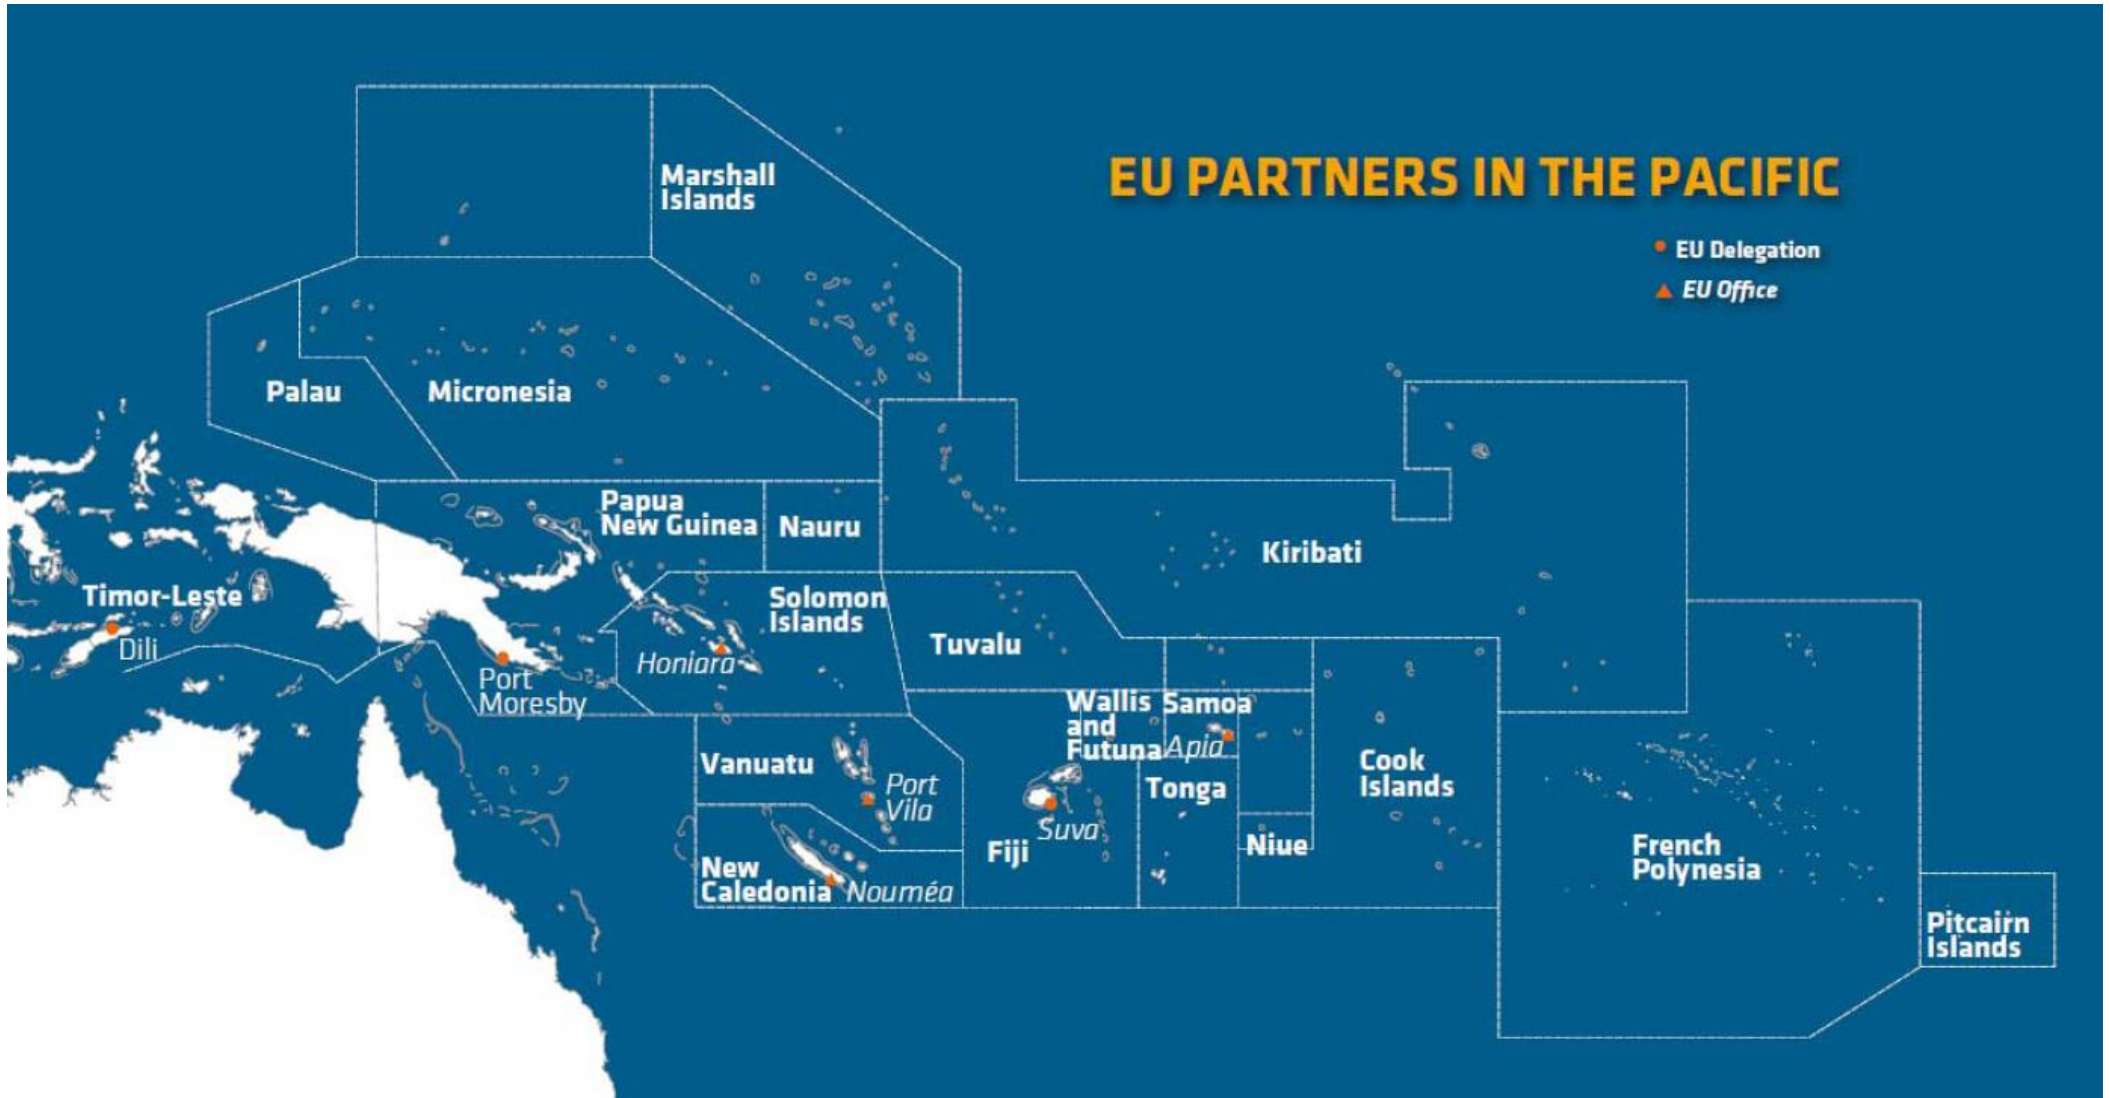 EU PARTNERS IN THE PACIFIC
EU Delegation
EU Office
Marshall
Islands
Palau
Micronesia
Papua
New Guinea
Nauru
Kiribati
Timor-Leste
Dili
Port
Moresby
Solomon
Islands
Honiara
Tuvalu
Wallis
and
Futuna
Samoa
Apia
Vanuatu
Port
Vila
Tonga
Cook
Islands
Suva
Fiji
Niue
New
Caledonia
Nouméa
French
Polynesia
Pitcairn
Islands